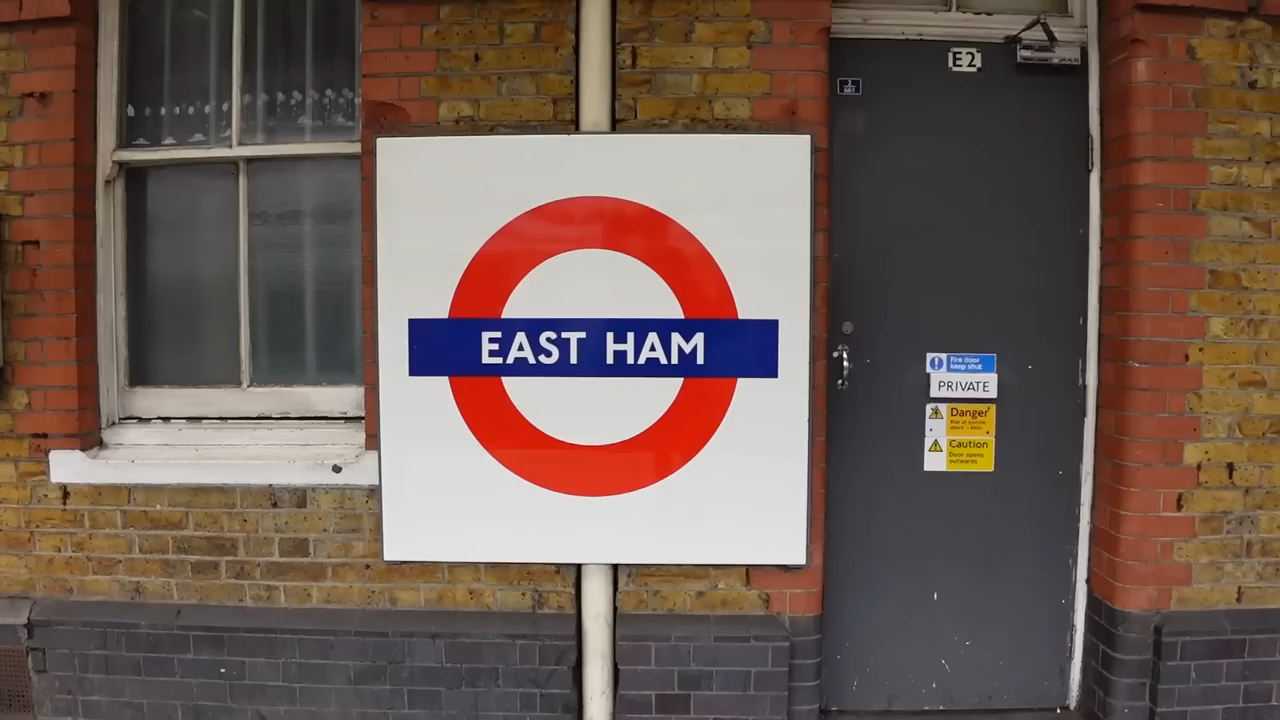 E2
EAST HAM
Fire door
keep shut
PRIVATE
Danger
Caution
Door opens
outwards